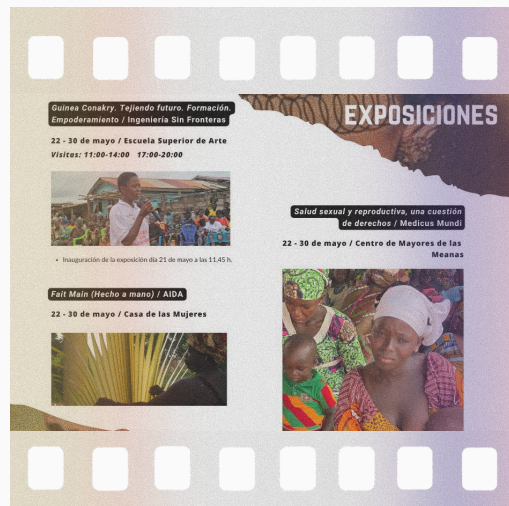 EXPOSICIONES
Guinea Conakry. Tejiendo futuro. Formación.
Empoderamiento / Ingeniería Sin Fronteras
22 - 30 de mayo / Escuela Superior de Arte
Visitas: 11:00-14:00 17:00-20:00
• Inauguración de la exposición día 21 de mayo a las 11,45 h.
Fait Main (Hecho a mano) / AIDA
22 - 30 de mayo / Casa de las Mujeres
Salud sexual y reproductiva, una cuestión
de derechos / Medicus Mundi
22 - 30 de mayo / Centro de Mayores de las
Meanas